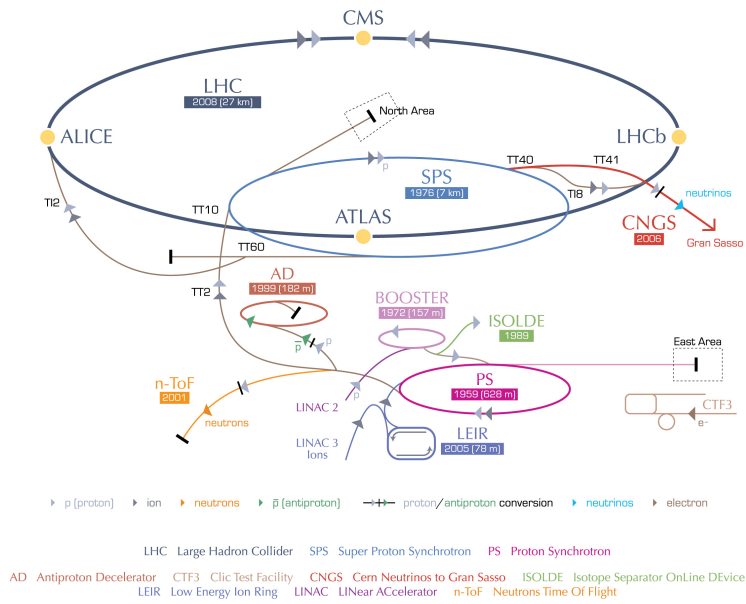 CMS
LHC
2008 (27 km)
North Area
ALICE
LHCb
p
TT40
TT41
SPS
1976 (7 km)
TI8
neutrinos
TI2
TT10
ATLAS
CNGS
2006
Gran Sasso
TT60
AD
1999 (182 m)
TT2
BOOSTER
1972 (157 m)
ISOLDE
1989
p
p̅
East Area
n-ToF
2001
PS
1959 (628 m)
p
LINAC 2
neutrons
CTF3
e-
LINAC 3
Ions
LEIR
2005 (78 m)
p (proton) ion neutrons p̅ (antiproton) proton/antiproton conversion neutrinos electron
LHC Large Hadron Collider SPS Super Proton Synchrotron PS Proton Synchrotron
AD Antiproton Decelerator CTF3 Clic Test Facility CNGS Cern Neutrinos to Gran Sasso ISOLDE Isotope Separator OnLine DEvice
LEIR Low Energy Ion Ring LINAC LINear ACcelerator n-ToF Neutrons Time Of Flight